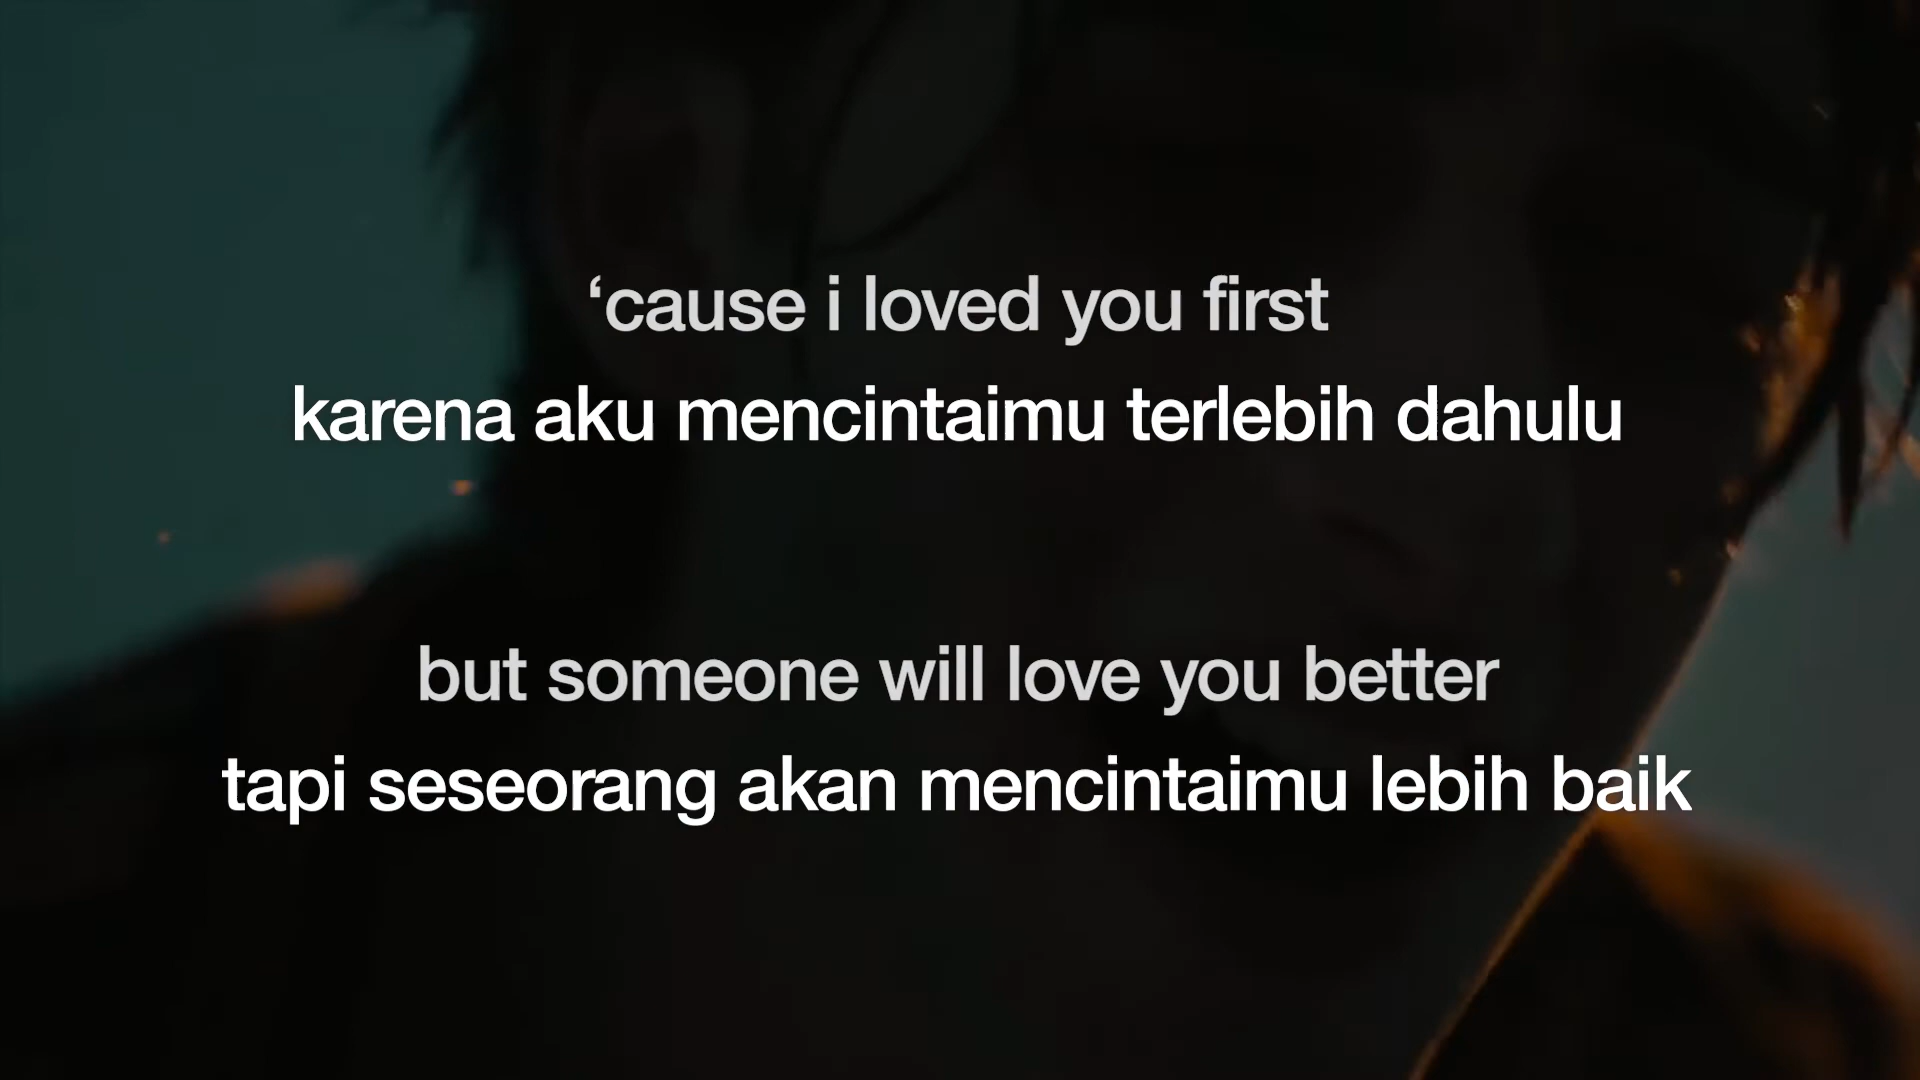 ‘cause i loved you first
karena aku mencintaimu terlebih dahulu
but someone will love you better
tapi seseorang akan mencintaimu lebih baik